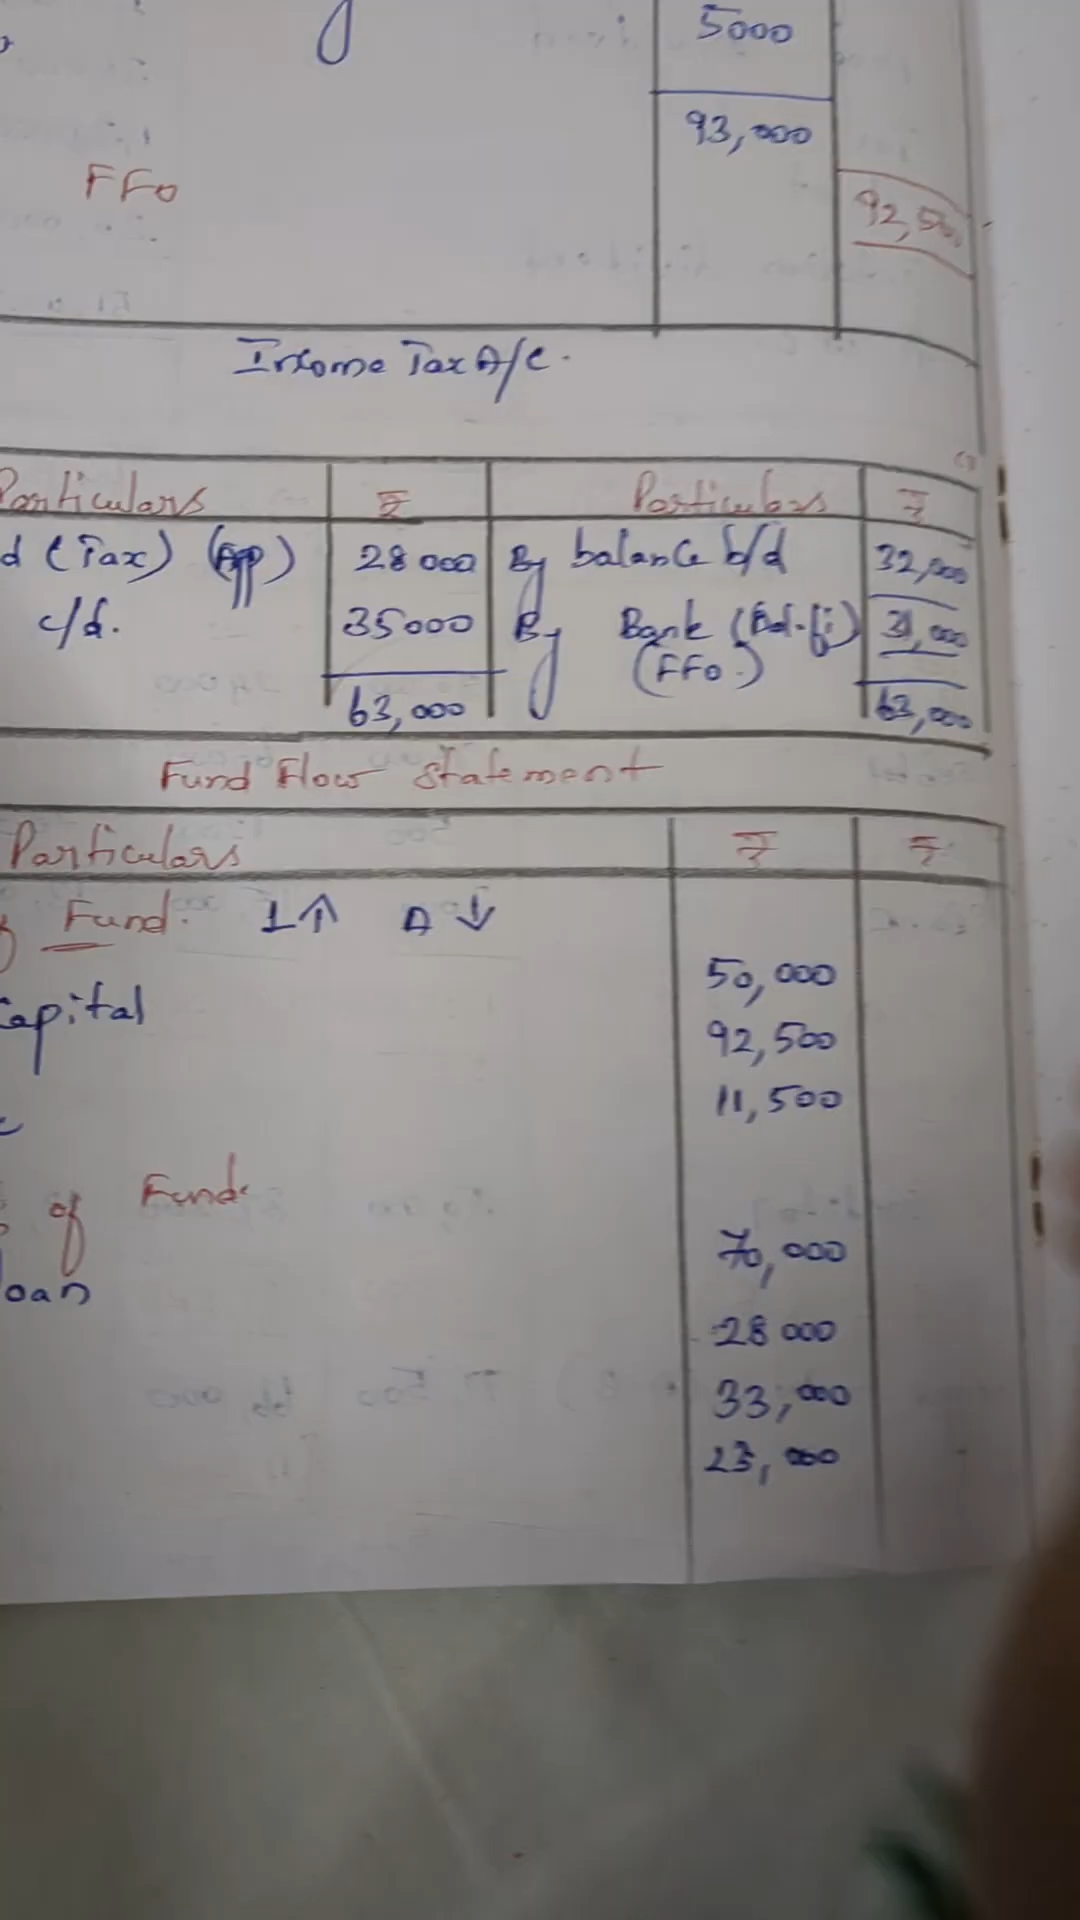 5000
93,000
FFo
92,500
Income Tax A/c.
Particulars ₹ Particulars ₹
d (Tax) (App) 28000 By balance b/d 32,000
c/d. 35000 By Bank (Bal.fi) 31,000
(FFo.)
63,000 63,000
Fund Flow Statement
Particulars ₹ ₹
Fund. I↑ A↓
50,000
Capital 92,500
11,500
of Fund.
70,000
loan
28000
33,000
23,000